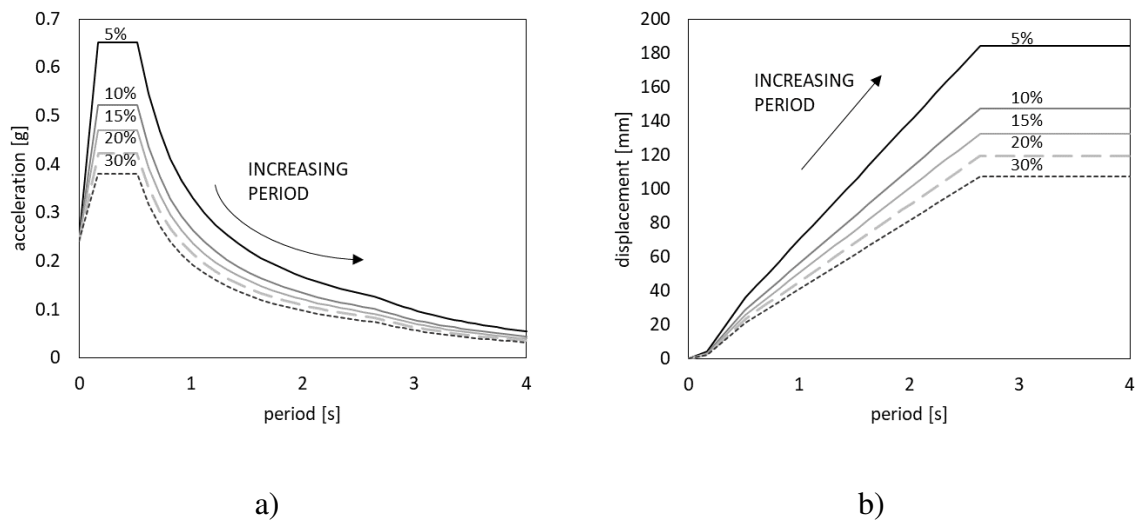 0.7
0.6
0.5
0.4
0.3
0.2
0.1
0
acceleration [g]
5%
10%
15%
20%
30%
INCREASING
PERIOD
0 1 2 3 4
period [s]
a)
200
180
160
140
120
100
80
60
40
20
0
displacement [mm]
INCREASING
PERIOD
5%
10%
15%
20%
30%
0 1 2 3 4
period [s]
b)